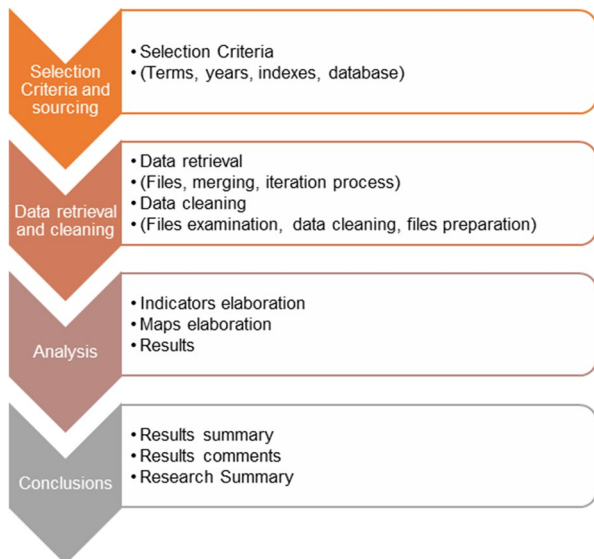 Selection
Criteria and
sourcing
• Selection Criteria
• (Terms, years, indexes, database)
Data retrieval
and cleaning
• Data retrieval
• (Files, merging, iteration process)
• Data cleaning
• (Files examination, data cleaning, files preparation)
Analysis
• Indicators elaboration
• Maps elaboration
• Results
Conclusions
• Results summary
• Results comments
• Research Summary